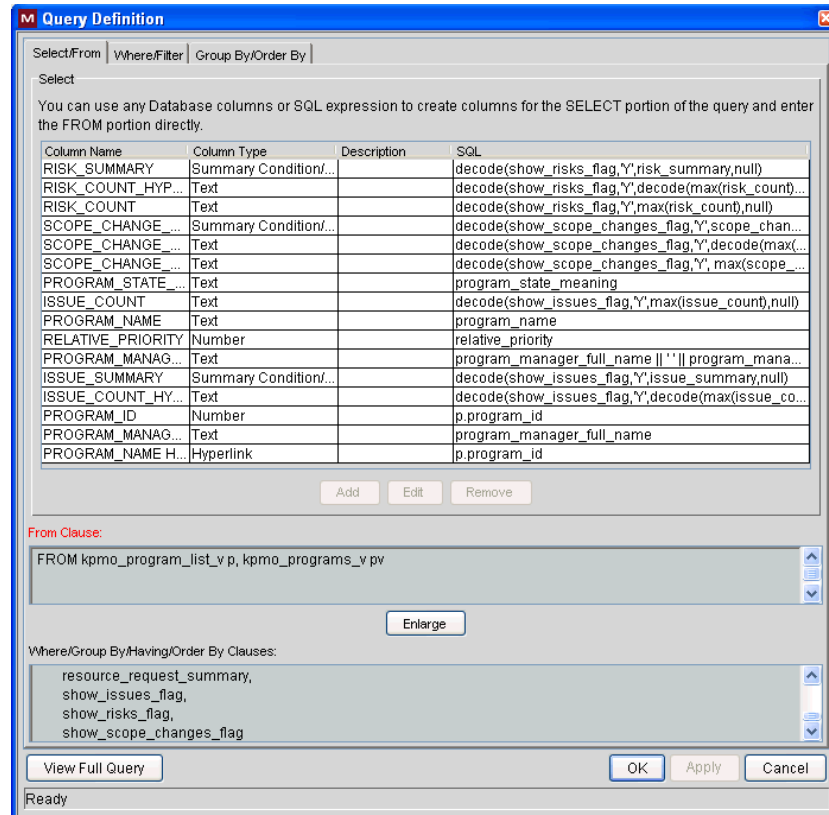 M Query Definition
Select/From Where/Filter Group By/Order By
Select
You can use any Database columns or SQL expression to create columns for the SELECT portion of the query and enter
the FROM portion directly.
Column Name Column Type Description SQL
RISK_SUMMARY Summary Condition/... decode(show_risks_flag,'Y',risk_summary,null)
RISK_COUNT_HYP... Text decode(show_risks_flag,'Y',decode(max(risk_count)...
RISK_COUNT Text decode(show_risks_flag,'Y',max(risk_count),null)
SCOPE_CHANGE_... Summary Condition/... decode(show_scope_changes_flag,'Y',scope_chan...
SCOPE_CHANGE_... Text decode(show_scope_changes_flag,'Y',decode(max(...
SCOPE_CHANGE_... Text decode(show_scope_changes_flag,'Y', max(scope_...
PROGRAM_STATE_... Text program_state_meaning
ISSUE_COUNT Text decode(show_issues_flag,'Y',max(issue_count),null)
PROGRAM_NAME Text program_name
RELATIVE_PRIORITY Number relative_priority
PROGRAM_MANAG... Text program_manager_full_name || ' ' || program_mana...
ISSUE_SUMMARY Summary Condition/... decode(show_issues_flag,'Y',issue_summary,null)
ISSUE_COUNT_HY... Text decode(show_issues_flag,'Y',decode(max(issue_co...
PROGRAM_ID Number p.program_id
PROGRAM_MANAG... Text program_manager_full_name
PROGRAM_NAME H... Hyperlink p.program_id
Add Edit Remove
From Clause:
FROM kpmo_program_list_v p, kpmo_programs_v pv
Enlarge
Where/Group By/Having/Order By Clauses:
resource_request_summary,
show_issues_flag,
show_risks_flag,
show_scope_changes_flag
View Full Query OK Apply Cancel
Ready